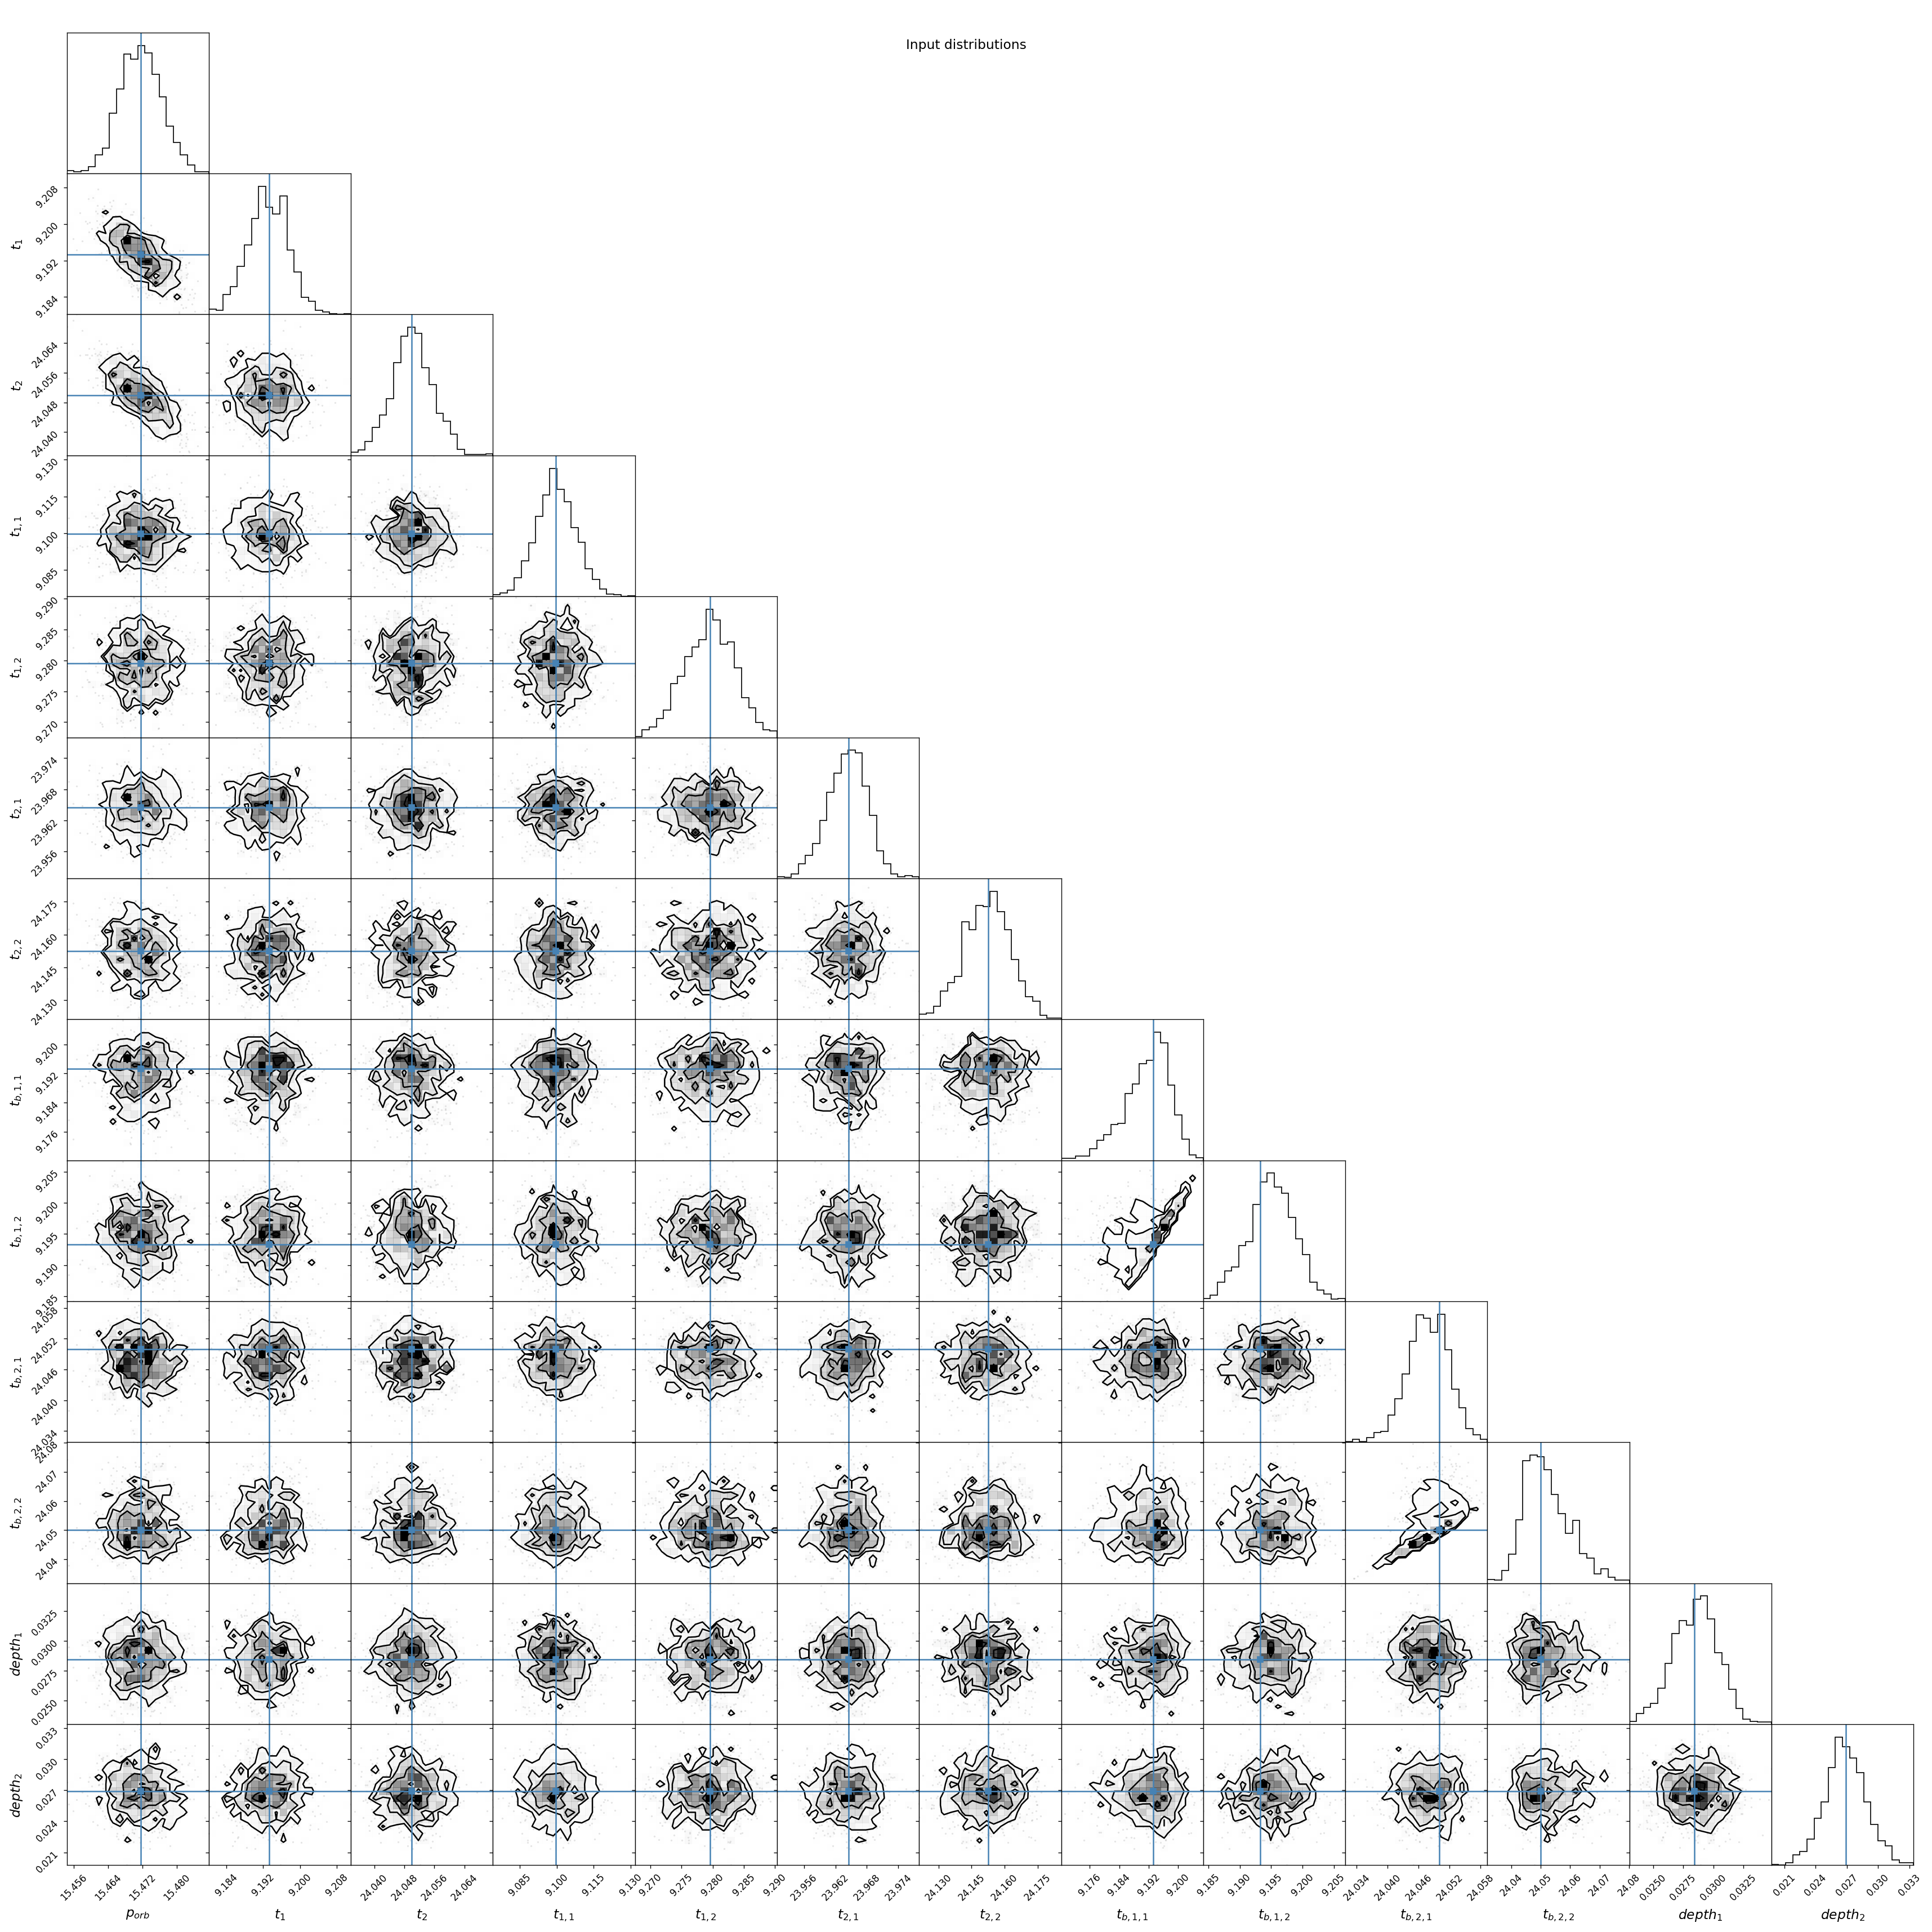 Input distributions
t₁
9.208
9.200
9.192
9.184
t₂
24.064
24.056
24.048
24.040
t₁,₁
9.130
9.115
9.100
9.085
t₁,₂
9.290
9.285
9.280
9.275
9.270
t₂,₁
23.974
23.968
23.962
23.956
t₂,₂
24.175
24.160
24.145
24.130
t_{b,1,1}
9.200
9.192
9.184
9.176
t_{b,1,2}
9.205
9.200
9.195
9.190
9.185
t_{b,2,1}
24.058
24.052
24.046
24.040
24.034
t_{b,2,2}
24.08
24.07
24.06
24.05
24.04
depth₁
0.0325
0.0300
0.0275
0.0250
depth₂
0.033
0.030
0.027
0.024
0.021
15.456 15.464 15.472 15.480
p_{orb}
9.184 9.192 9.200 9.208
t₁
24.040 24.048 24.056 24.064
t₂
9.085 9.100 9.115 9.130
t₁,₁
9.270 9.275 9.280 9.285 9.290
t₁,₂
23.956 23.962 23.968 23.974
t₂,₁
24.130 24.145 24.160 24.175
t₂,₂
9.176 9.184 9.192 9.200
t_{b,1,1}
9.185 9.190 9.195 9.200 9.205
t_{b,1,2}
24.034 24.040 24.046 24.052 24.058
t_{b,2,1}
24.04 24.05 24.06 24.07 24.08
t_{b,2,2}
0.0250 0.0275 0.0300 0.0325
depth₁
0.021 0.024 0.027 0.030 0.033
depth₂